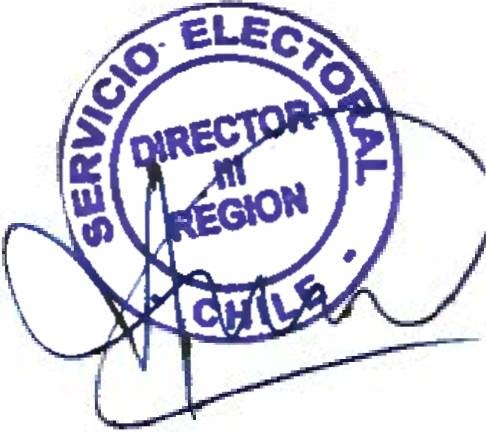 SERVICIO ELECTORAL
DIRECTOR
III
REGION
CHILE